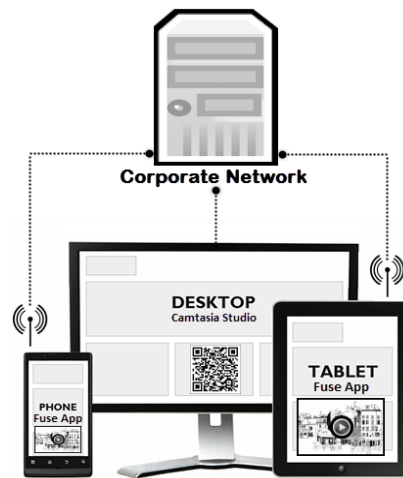 Corporate Network
DESKTOP
Camtasia Studio
TABLET
Fuse App
PHONE
Fuse App